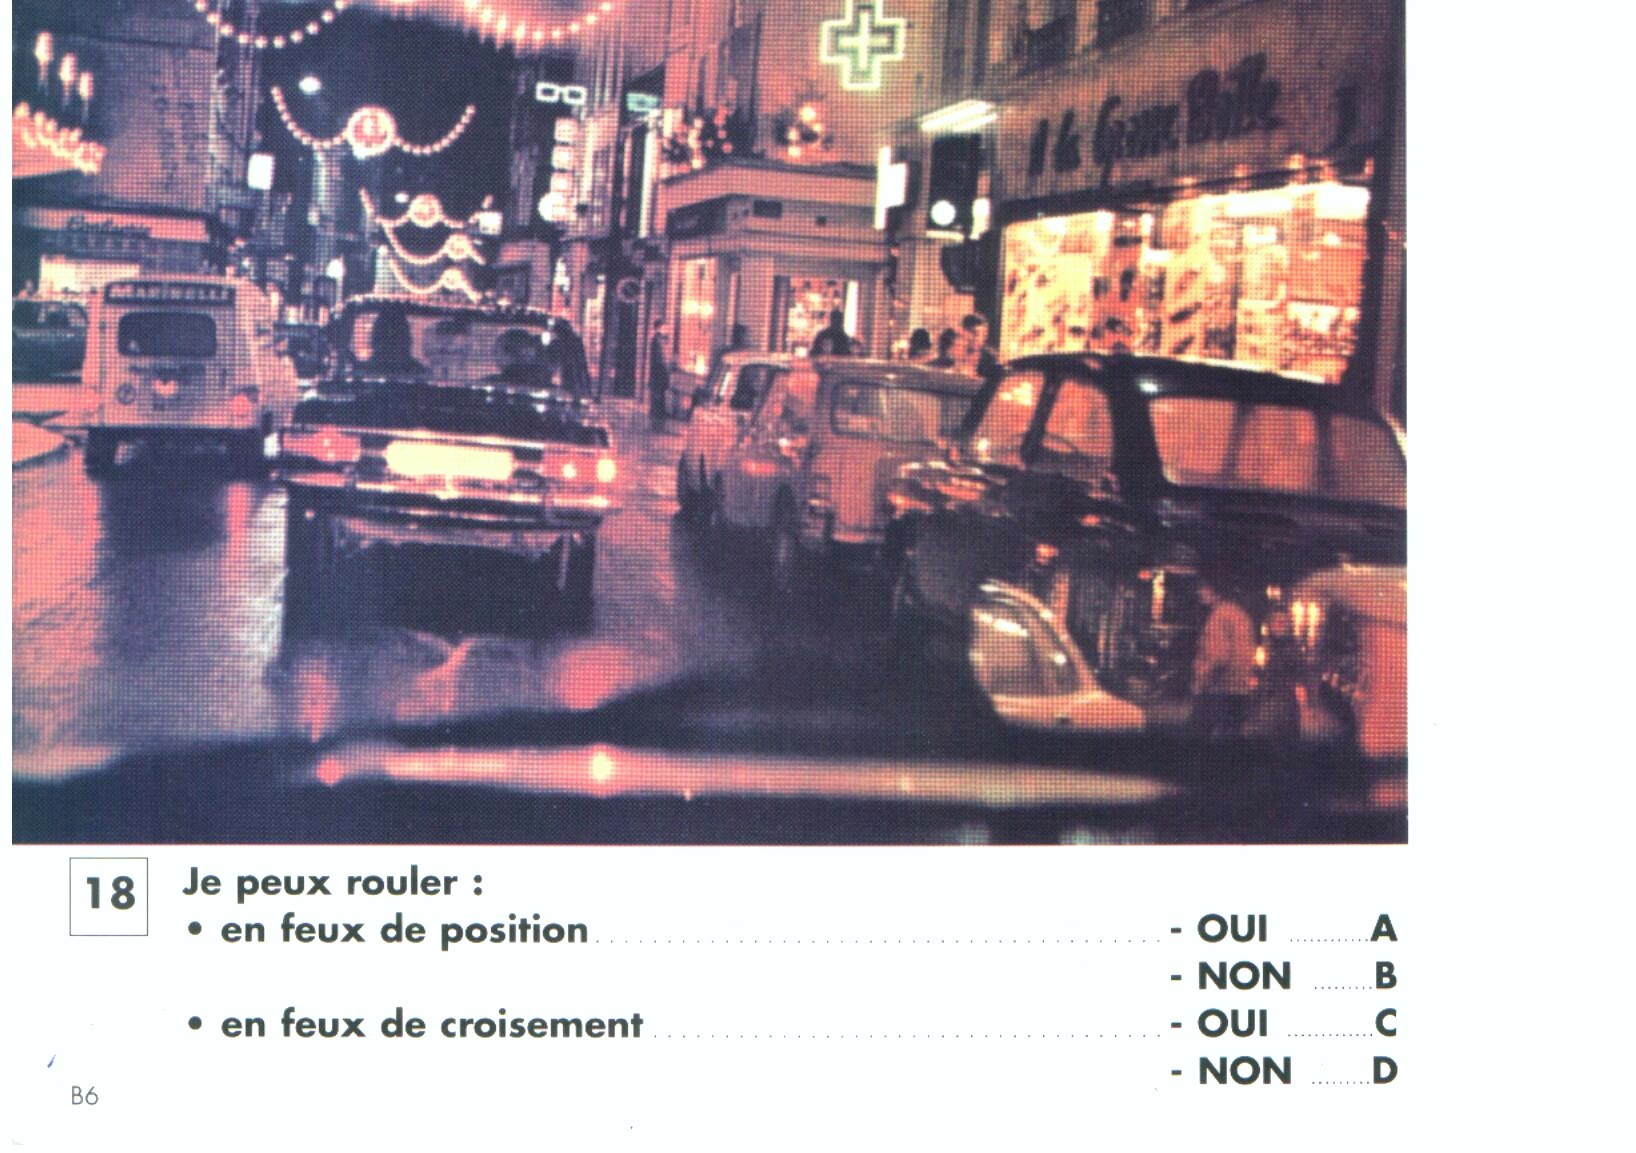 18 Je peux rouler :
• en feux de position - OUI A
- NON B
• en feux de croisement - OUI C
- NON D
B6